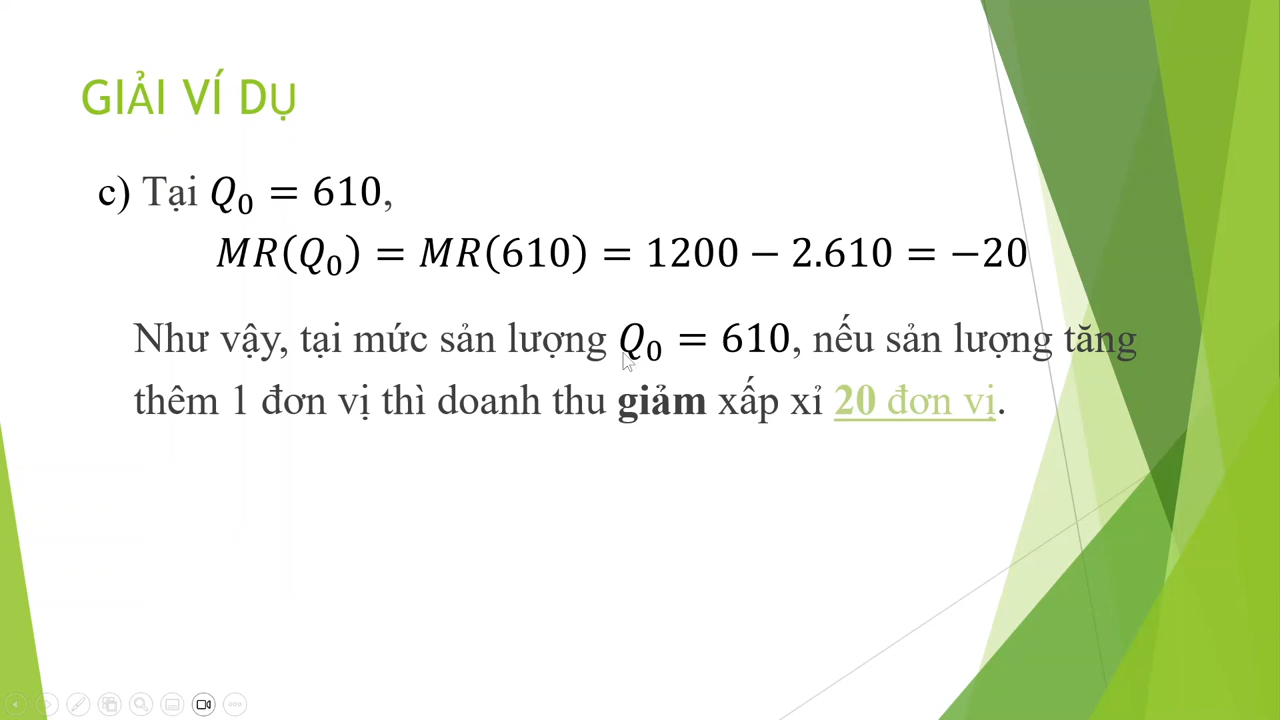 GIẢI VÍ DỤ
c) Tại Q₀ = 610,
MR(Q₀) = MR(610) = 1200 − 2.610 = −20
Như vậy, tại mức sản lượng Q₀ = 610, nếu sản lượng tăng
thêm 1 đơn vị thì doanh thu giảm xấp xỉ 20 đơn vị.